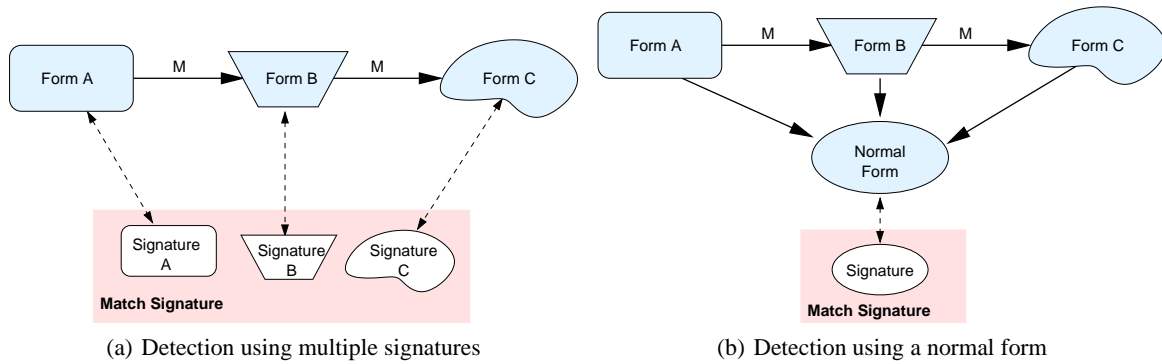 Form A
M
Form B
M
Form C
Signature
A
Signature
B
Signature
C
Match Signature
(a) Detection using multiple signatures
Form A
M
Form B
M
Form C
Normal
Form
Signature
Match Signature
(b) Detection using a normal form